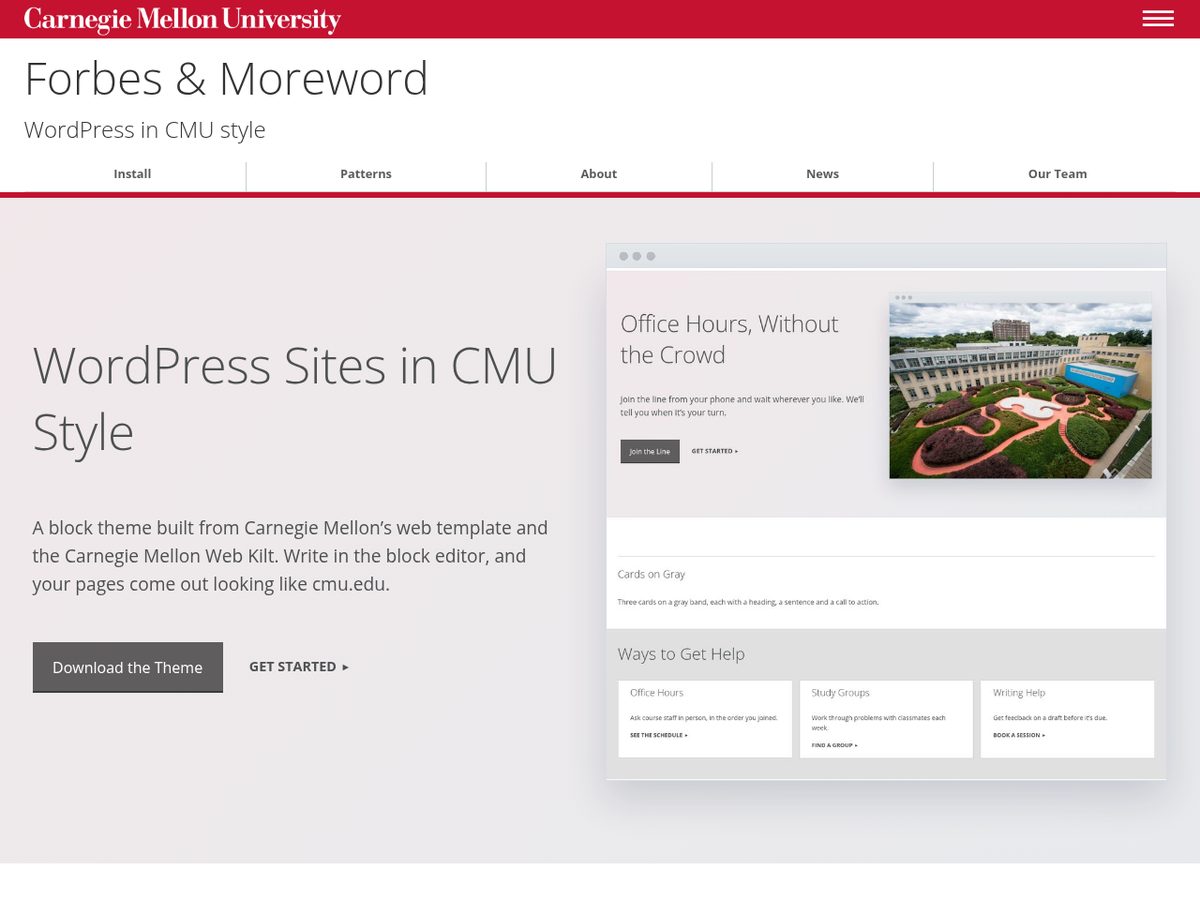 Carnegie Mellon University
Forbes & Moreword
WordPress in CMU style
Install
Patterns
About
News
Our Team
WordPress Sites in CMU
Style
A block theme built from Carnegie Mellon’s web template and
the Carnegie Mellon Web Kilt. Write in the block editor, and
your pages come out looking like cmu.edu.
Download the Theme
GET STARTED ▸
Office Hours, Without
the Crowd
Join the line from your phone and wait wherever you like. We’ll
tell you when it’s your turn.
Join the Line
GET STARTED ▸
Cards on Gray
Three cards on a gray band, each with a heading, a sentence and a call to action.
Ways to Get Help
Office Hours
Ask course staff in person, in the order you joined.
SEE THE SCHEDULE ▸
Study Groups
Work through problems with classmates each
week.
FIND A GROUP ▸
Writing Help
Get feedback on a draft before it’s due.
BOOK A SESSION ▸